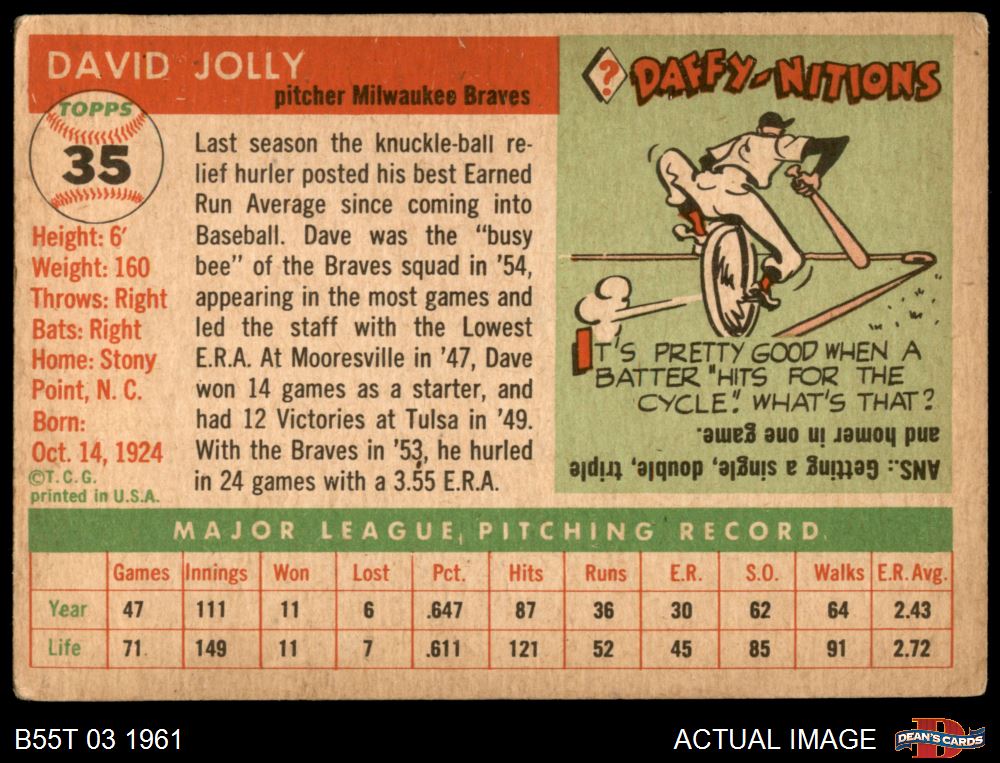 DAVID JOLLY
pitcher Milwaukee Braves
TOPPS
35
Height: 6'
Weight: 160
Throws: Right
Bats: Right
Home: Stony
Point, N. C.
Born:
Oct. 14, 1924
©T.C.G.
printed in U.S.A.
Last season the knuckle-ball re-
lief hurler posted his best Earned
Run Average since coming into
Baseball. Dave was the "busy
bee" of the Braves squad in '54,
appearing in the most games and
led the staff with the Lowest
E.R.A. At Mooresville in '47, Dave
won 14 games as a starter, and
had 12 Victories at Tulsa in '49.
With the Braves in '53, he hurled
in 24 games with a 3.55 E.R.A.
? DAFFY-NITIONS
IT'S PRETTY GOOD WHEN A
BATTER "HITS FOR THE
CYCLE." WHAT'S THAT?
ANS.: Getting a single, double, triple
and homer in one game.
MAJOR LEAGUE PITCHING RECORD
Games Innings Won Lost Pct. Hits Runs E.R. S.O. Walks E.R.Avg.
Year 47 111 11 6 .647 87 36 30 62 64 2.43
Life 71 149 11 7 .611 121 52 45 85 91 2.72
B55T 03 1961
ACTUAL IMAGE
D
DEAN'S CARDS